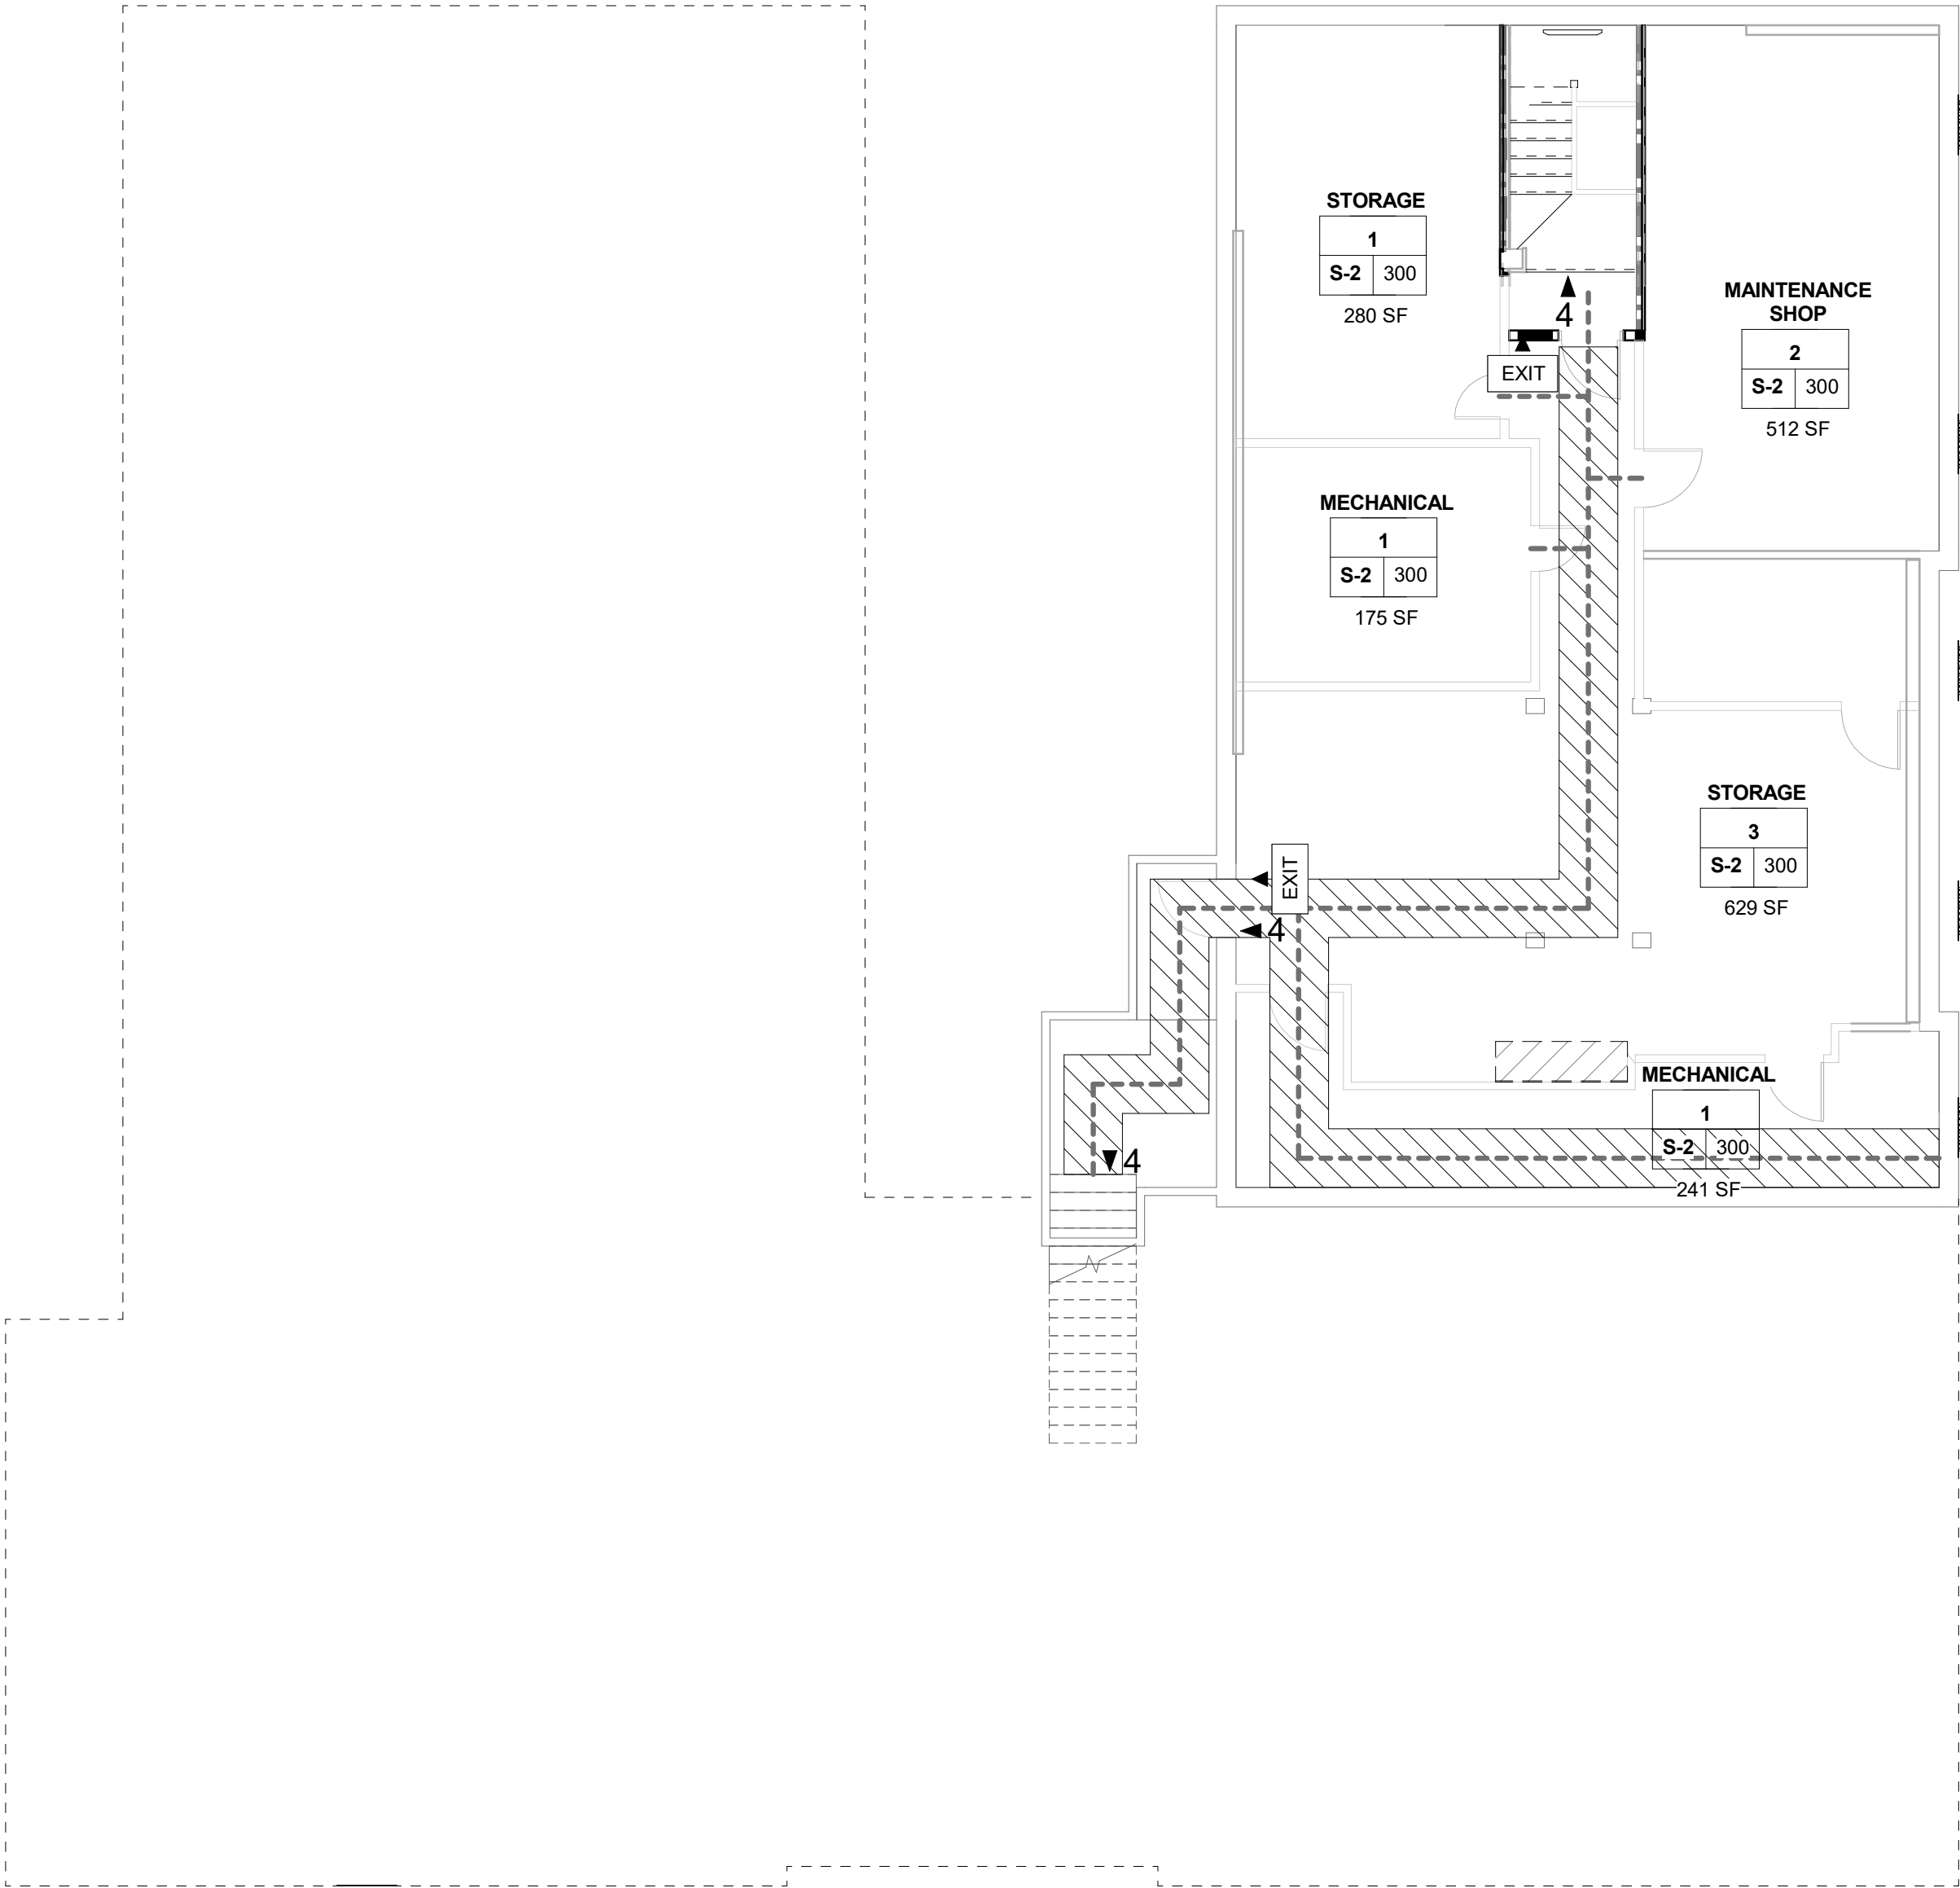 STORAGE
1
S-2 300
280 SF
4
EXIT
MAINTENANCE
SHOP
2
S-2 300
512 SF
MECHANICAL
1
S-2 300
175 SF
STORAGE
3
S-2 300
629 SF
EXIT
4
MECHANICAL
1
S-2 300
241 SF
4